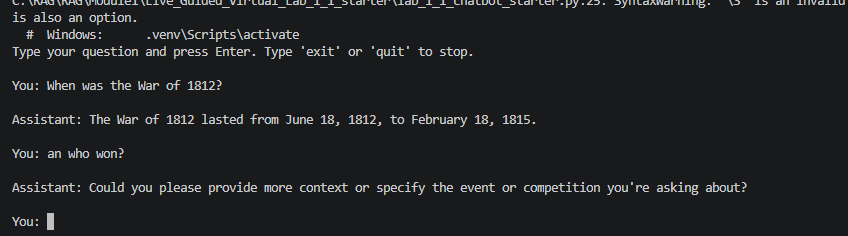 C:\RAG\RAG\Module1\Live_Guided_Virtual_Lab_1_1_starter\lab_1_1_chatbot_starter.py:25: SyntaxWarning: "\S" is an invalid
is also an option.
  #  Windows:      .venv\Scripts\activate
Type your question and press Enter. Type 'exit' or 'quit' to stop.
You: When was the War of 1812?
Assistant: The War of 1812 lasted from June 18, 1812, to February 18, 1815.
You: an who won?
Assistant: Could you please provide more context or specify the event or competition you're asking about?
You: